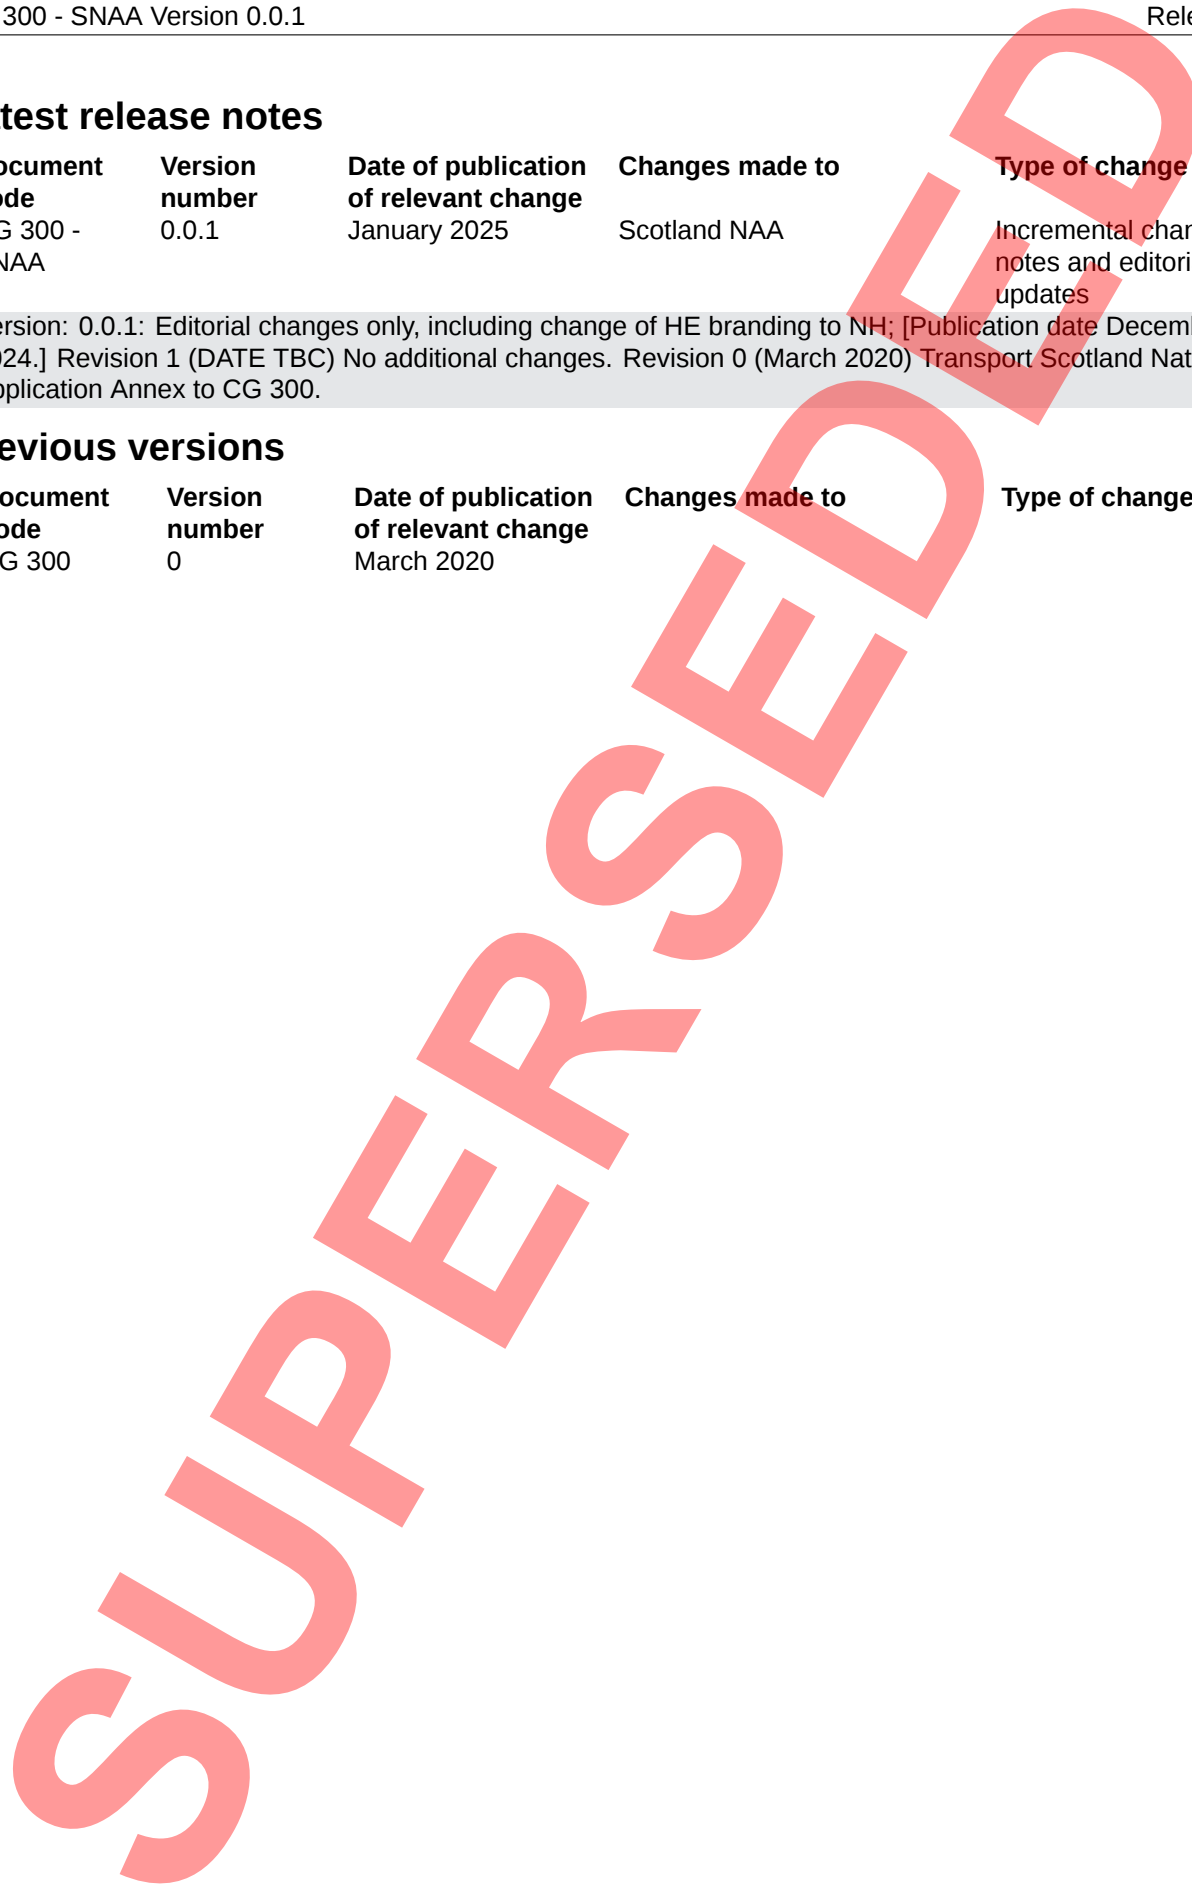 300 - SNAA Version 0.0.1 Rele
test release notes
ocument Version Date of publication Changes made to Type of change
ode number of relevant change
G 300 - 0.0.1 January 2025 Scotland NAA Incremental chan
NAA notes and editori
updates
ersion: 0.0.1: Editorial changes only, including change of HE branding to NH; [Publication date Decemb
024.] Revision 1 (DATE TBC) No additional changes. Revision 0 (March 2020) Transport Scotland Nat
pplication Annex to CG 300.
evious versions
ocument Version Date of publication Changes made to Type of change
ode number of relevant change
G 300 0 March 2020
SUPERSEDED